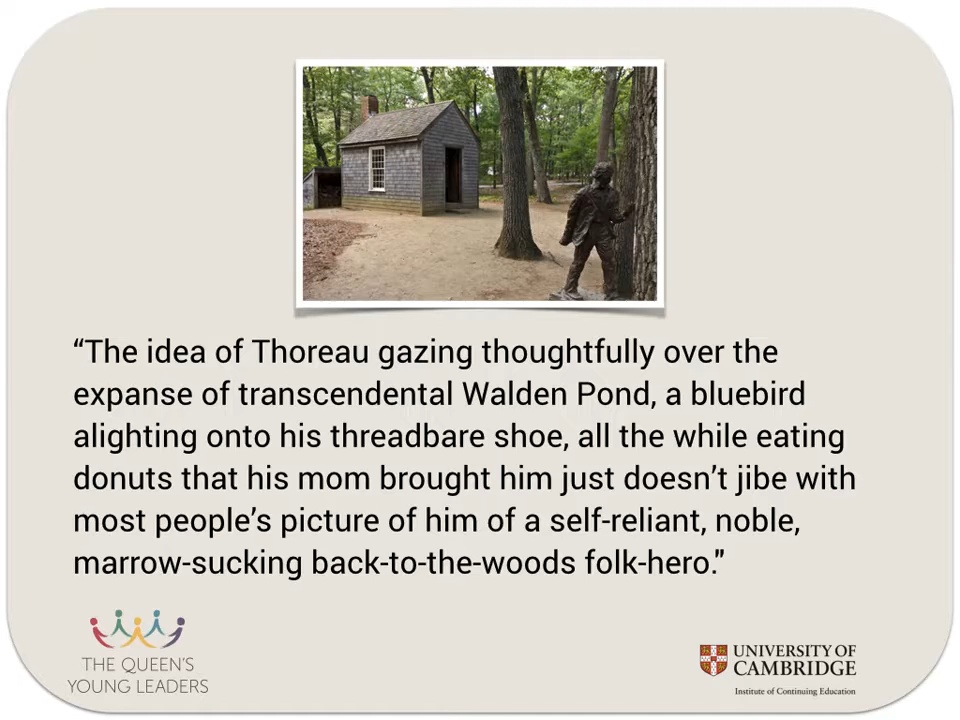 “The idea of Thoreau gazing thoughtfully over the
expanse of transcendental Walden Pond, a bluebird
alighting onto his threadbare shoe, all the while eating
donuts that his mom brought him just doesn’t jibe with
most people’s picture of him of a self-reliant, noble,
marrow-sucking back-to-the-woods folk-hero."
THE QUEEN’S
YOUNG LEADERS
UNIVERSITY OF
CAMBRIDGE
Institute of Continuing Education